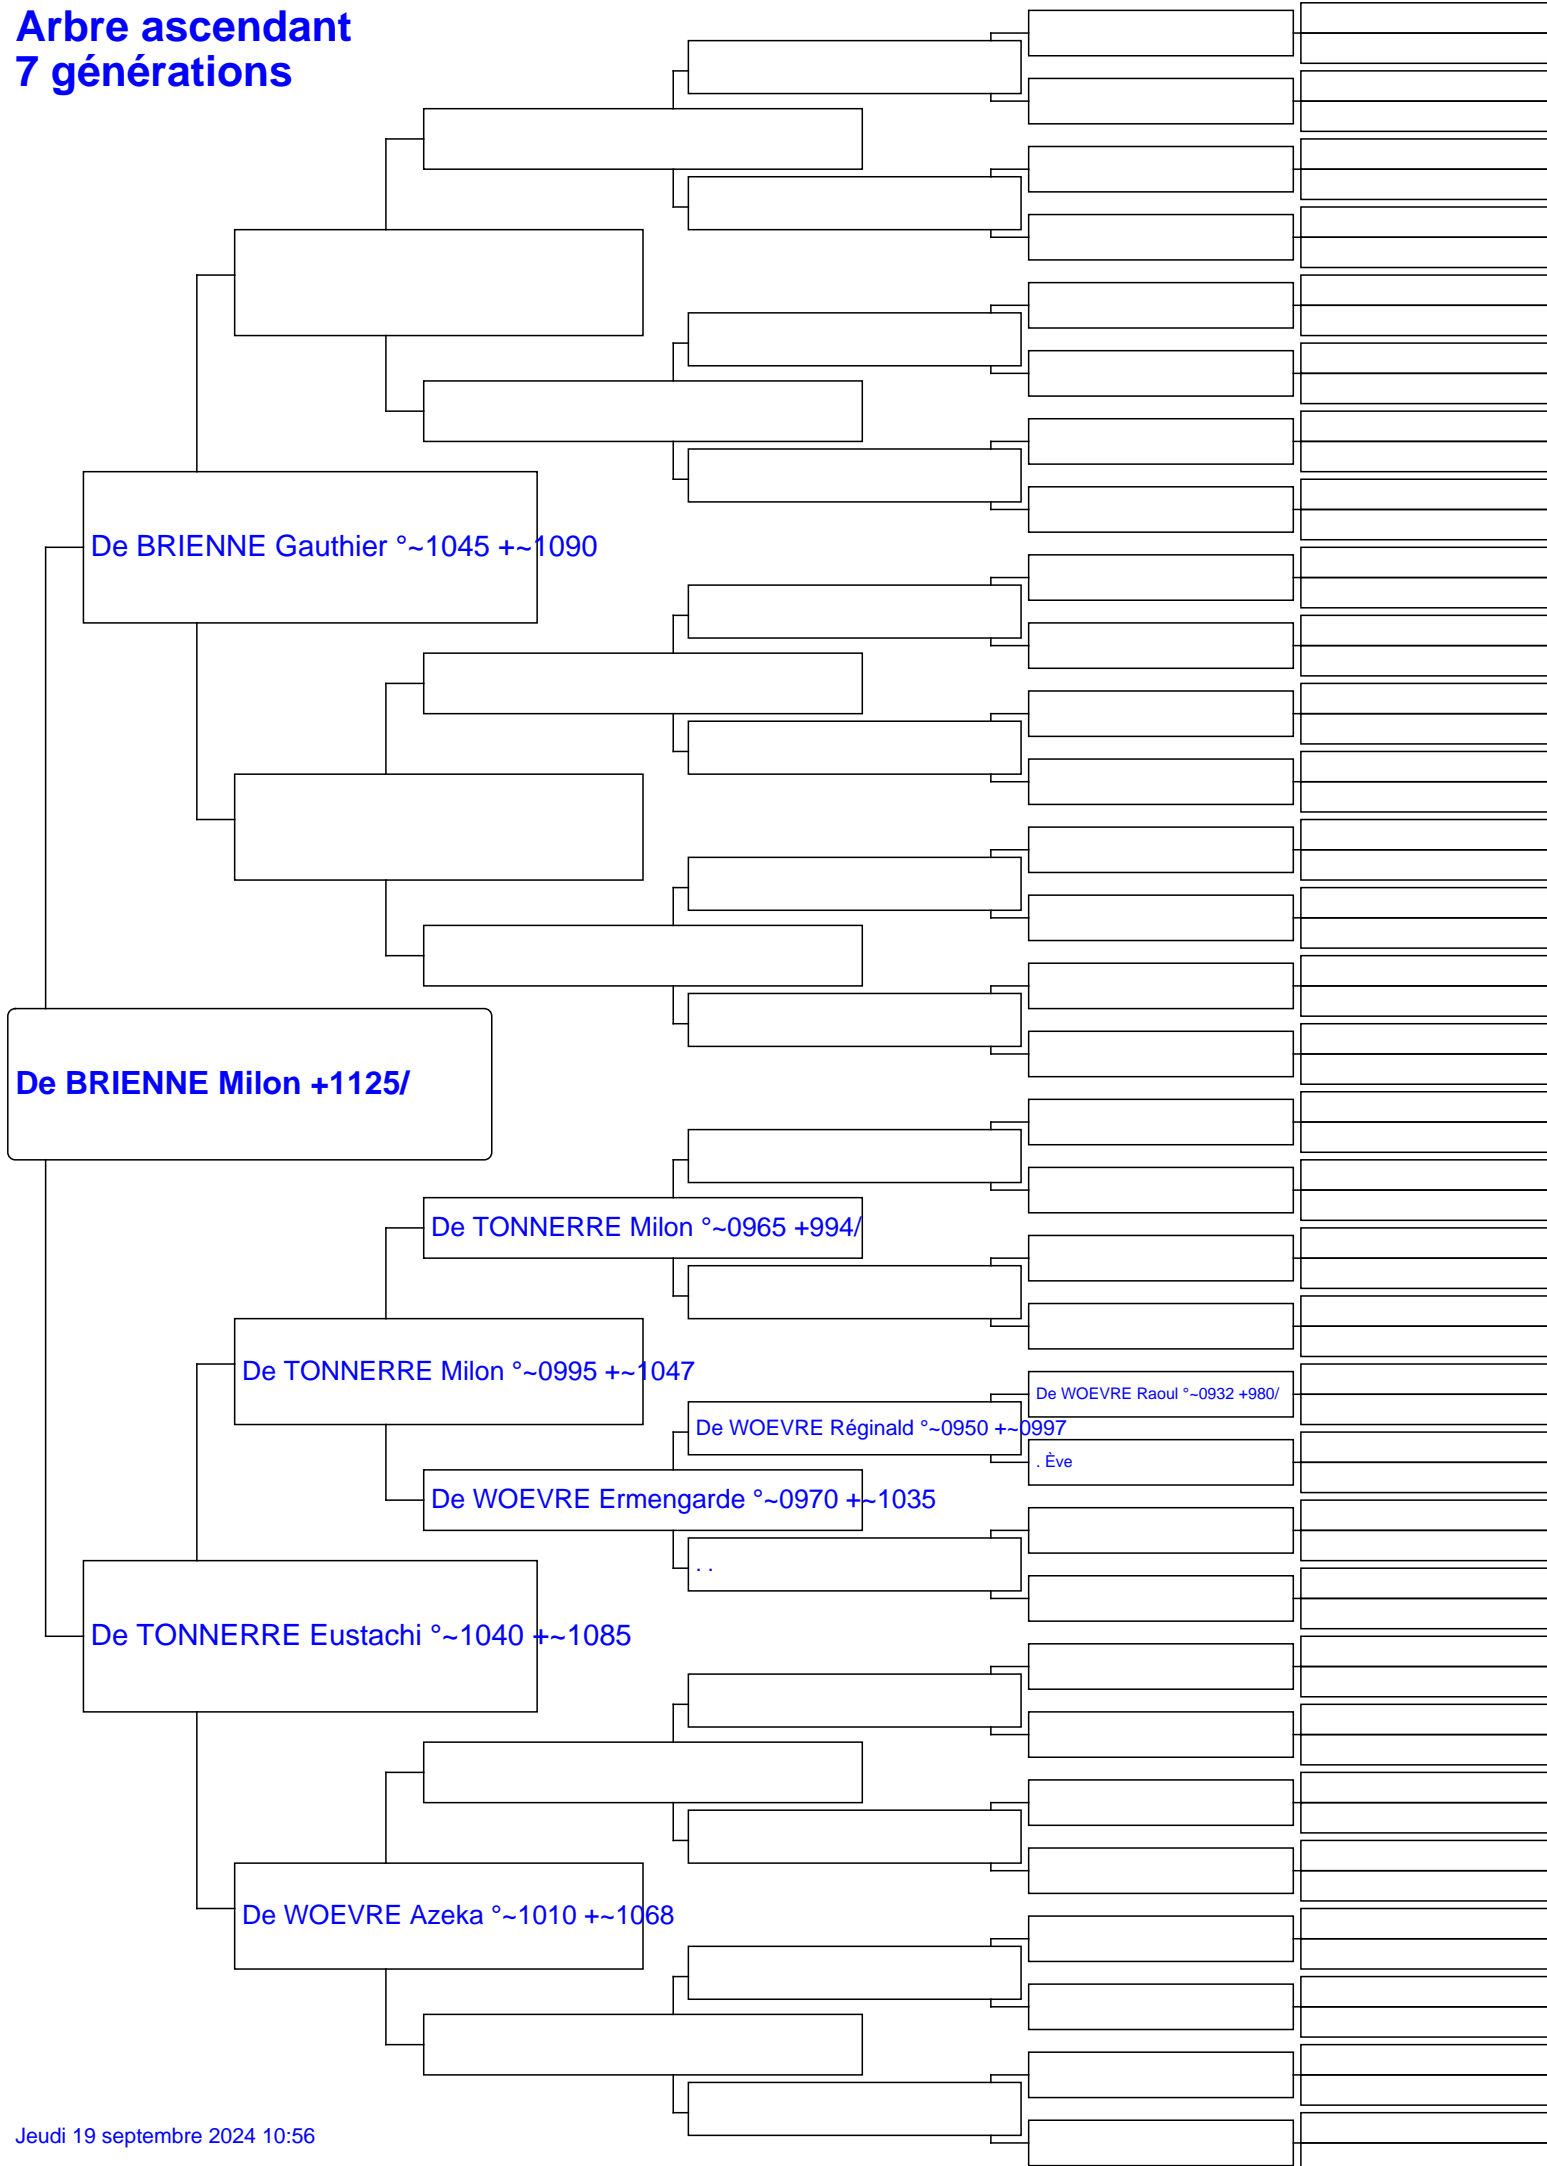 Arbre ascendant
7 générations
De BRIENNE Gauthier °~1045 +~1090
De BRIENNE Milon +1125/
De TONNERRE Milon °~0965 +994/
De TONNERRE Milon °~0995 +~1047
De WOEVRE Raoul °~0932 +980/
De WOEVRE Réginald °~0950 +~0997
. Ève
De WOEVRE Ermengarde °~0970 +~1035
. .
De TONNERRE Eustachi °~1040 +~1085
De WOEVRE Azeka °~1010 +~1068
Jeudi 19 septembre 2024 10:56